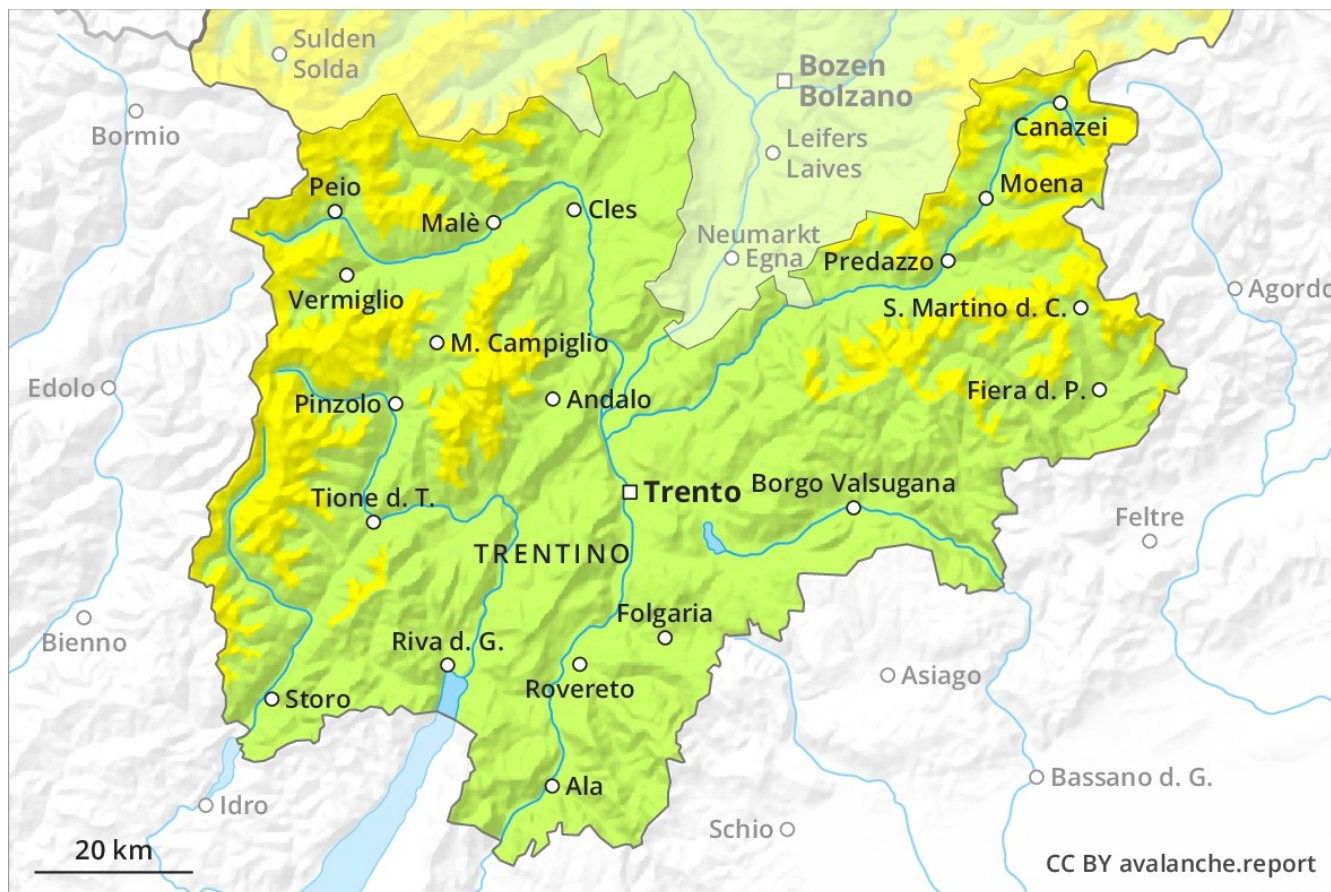 Sulden
Solda
Bozen
Bolzano
Bormio
Canazei
Leifers
Laives
Peio
Moena
Malè
Cles
Neumarkt
Egna
Predazzo
Vermiglio
Agordo
S. Martino d. C.
M. Campiglio
Edolo
Andalo
Fiera d. P.
Pinzolo
Trento
Borgo Valsugana
Tione d. T.
Feltre
TRENTINO
Bienno
Folgaria
Riva d. G.
Rovereto
Asiago
Storo
Ala
Bassano d. G.
Idro
Schio
20 km
CC BY avalanche.report